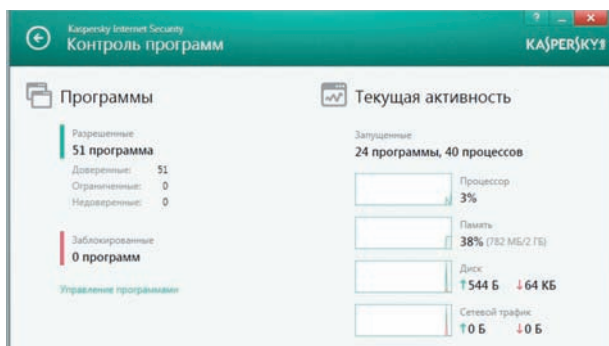 Kaspersky Internet Security
Контроль программ
KASPERSKY
Программы
Разрешенные
51 программа
Доверенные: 51
Ограниченные: 0
Недоверенные: 0
Заблокированные
0 программ
Управление программами
Текущая активность
Запущенные
24 программы, 40 процессов
Процессор
3%
Память
38% (782 МБ/2 ГБ)
Диск
↑544 Б ↓64 КБ
Сетевой трафик
↑0 Б ↓0 Б